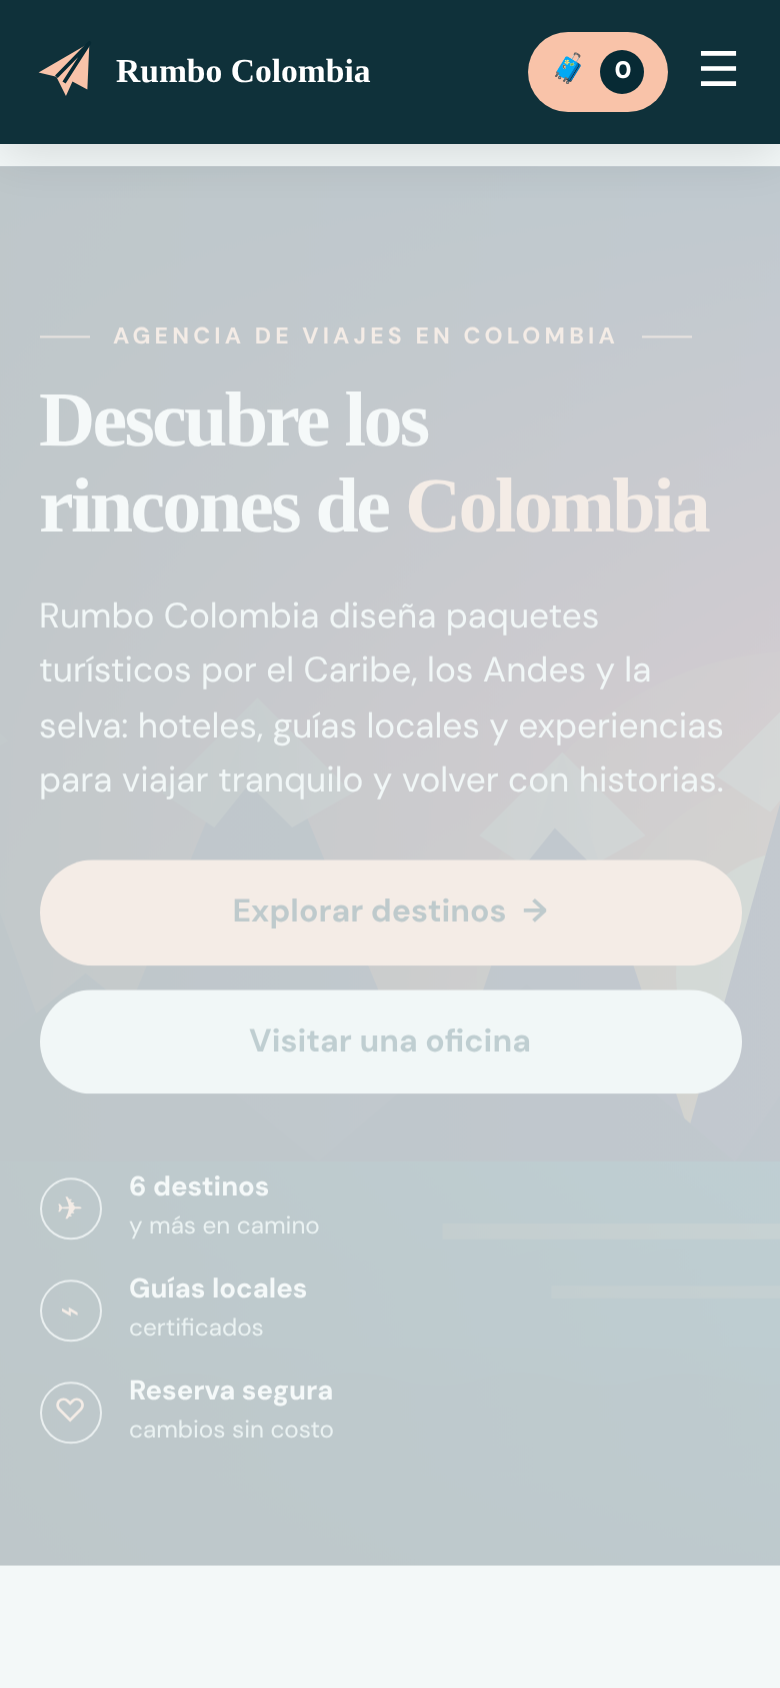 Rumbo Colombia
0
AGENCIA DE VIAJES EN COLOMBIA
Descubre los
rincones de Colombia
Rumbo Colombia diseña paquetes
turísticos por el Caribe, los Andes y la
selva: hoteles, guías locales y experiencias
para viajar tranquilo y volver con historias.
Explorar destinos →
Visitar una oficina
6 destinos
y más en camino
Guías locales
certificados
Reserva segura
cambios sin costo